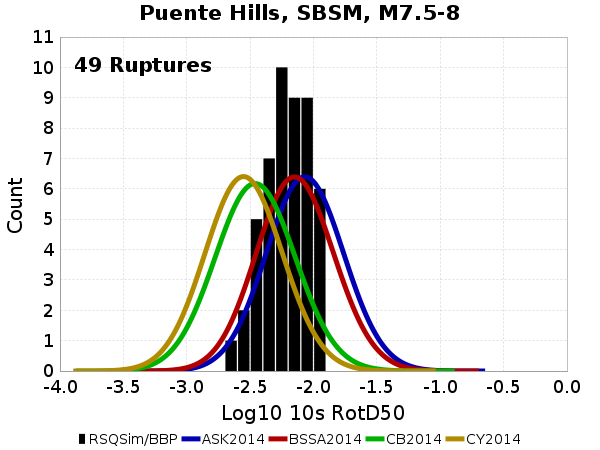 Puente Hills, SBSM, M7.5-8
49 Ruptures
11
10
9
8
7
6
5
4
3
2
1
0
Count
-4.0 -3.5 -3.0 -2.5 -2.0 -1.5 -1.0 -0.5 0.0
Log10 10s RotD50
RSQSim/BBP ASK2014 BSSA2014 CB2014 CY2014